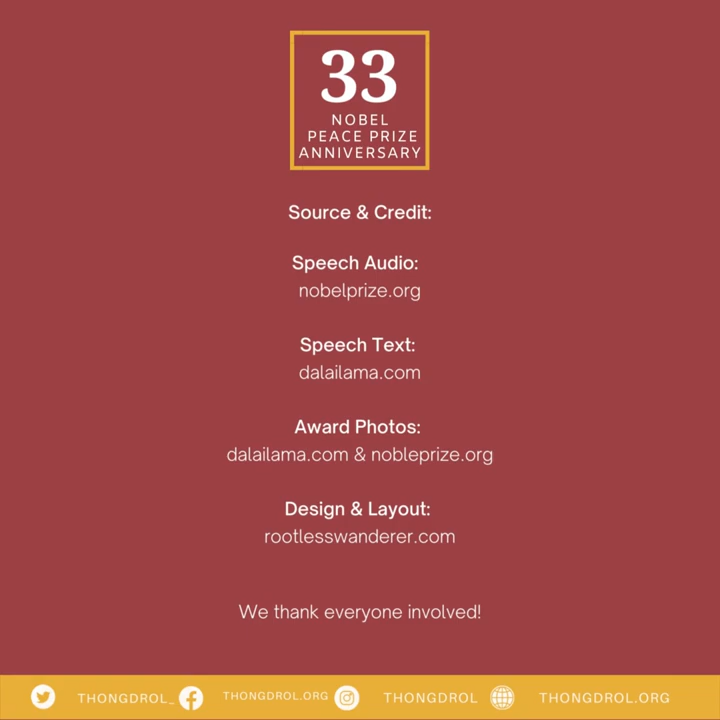 33
NOBEL
PEACE PRIZE
ANNIVERSARY
Source & Credit:
Speech Audio:
nobelprize.org
Speech Text:
dalailama.com
Award Photos:
dalailama.com & nobleprize.org
Design & Layout:
rootlesswanderer.com
We thank everyone involved!
THONGDROL_ THONGDROL.ORG THONGDROL THONGDROL.ORG